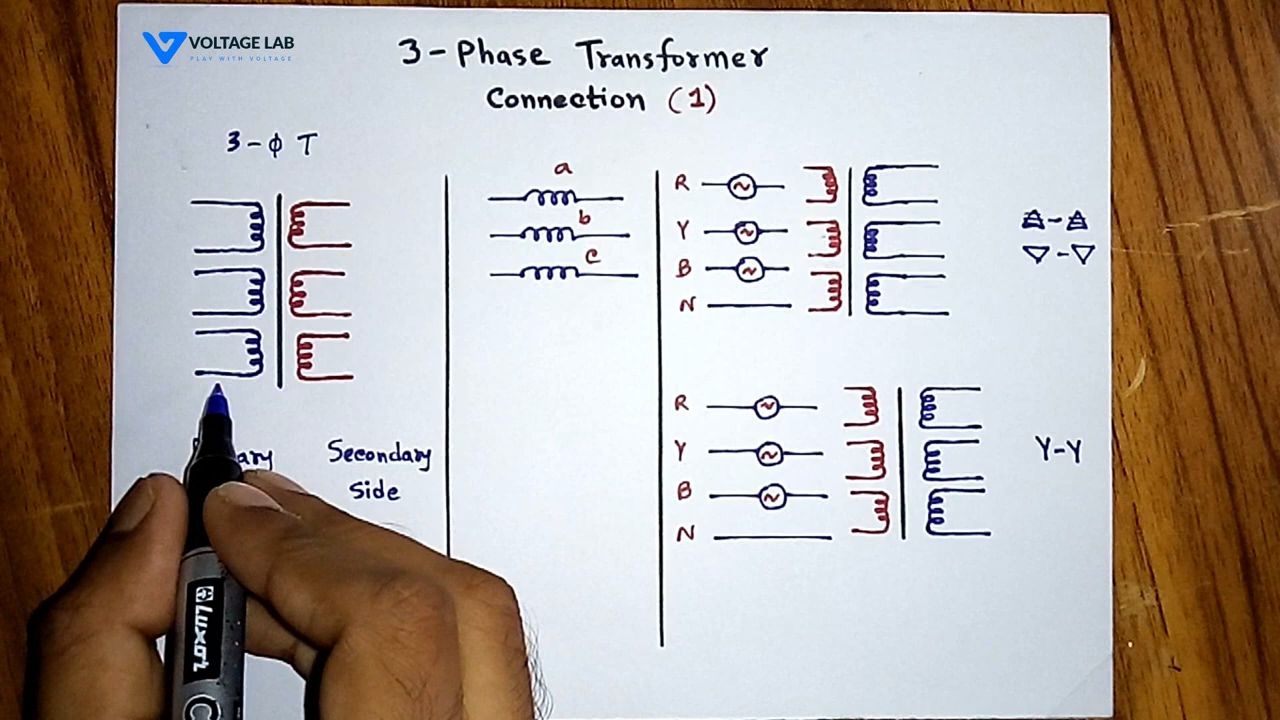 VOLTAGE LAB
PLAY WITH VOLTAGE
3-Phase Transformer
Connection (1)
3-ϕ T
Secondary
Side
a
b
c
R
Y
B
N
Δ-Δ
R
Y
B
N
Y-Y
LUXOR